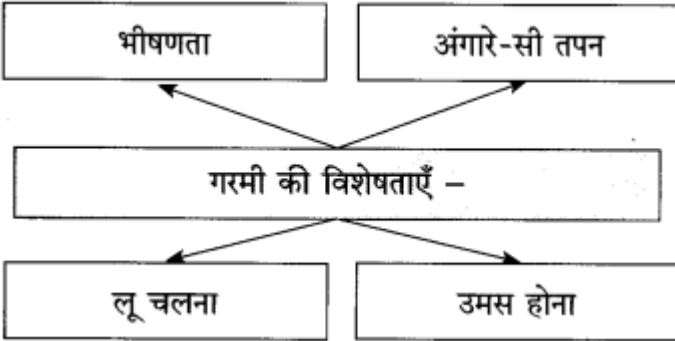 भीषणता
अंगारे-सी तपन
गरमी की विशेषताएँ –
लू चलना
उमस होना